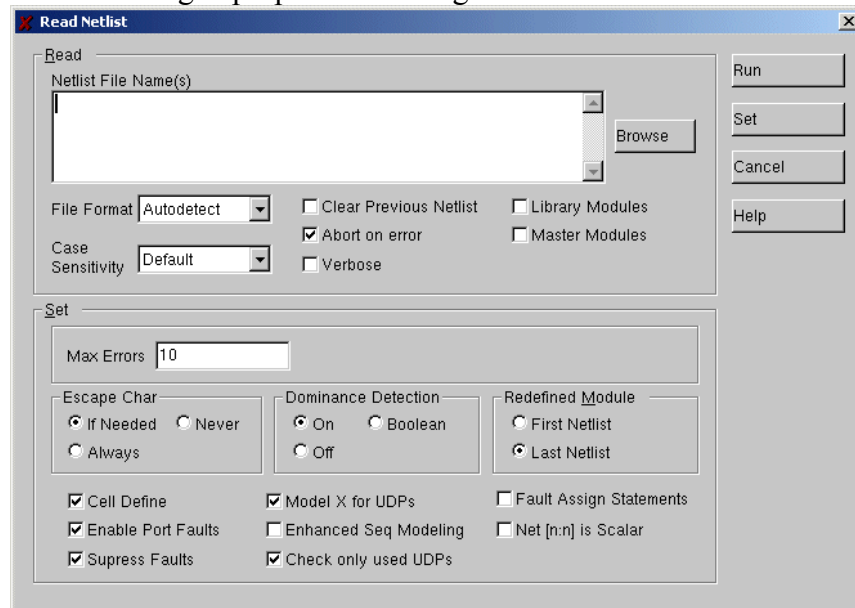 Read Netlist
Read
Netlist File Name(s)
Browse
File Format Autodetect
Case Sensitivity Default
Clear Previous Netlist
Abort on error
Verbose
Library Modules
Master Modules
Run
Set
Cancel
Help
Set
Max Errors 10
Escape Char
If Needed Never
Always
Dominance Detection
On Boolean
Off
Redefined Module
First Netlist
Last Netlist
Cell Define
Enable Port Faults
Supress Faults
Model X for UDPs
Enhanced Seq Modeling
Check only used UDPs
Fault Assign Statements
Net [n:n] is Scalar